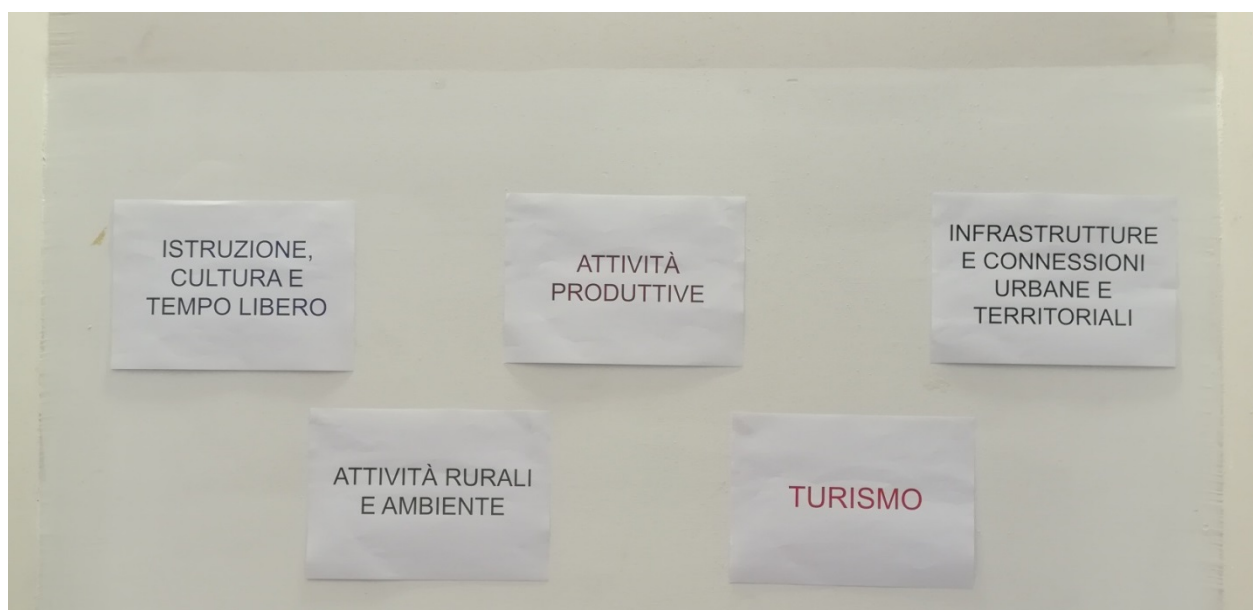 ISTRUZIONE,
CULTURA E
TEMPO LIBERO
ATTIVITÀ
PRODUTTIVE
INFRASTRUTTURE
E CONNESSIONI
URBANE E
TERRITORIALI
ATTIVITÀ RURALI
E AMBIENTE
TURISMO